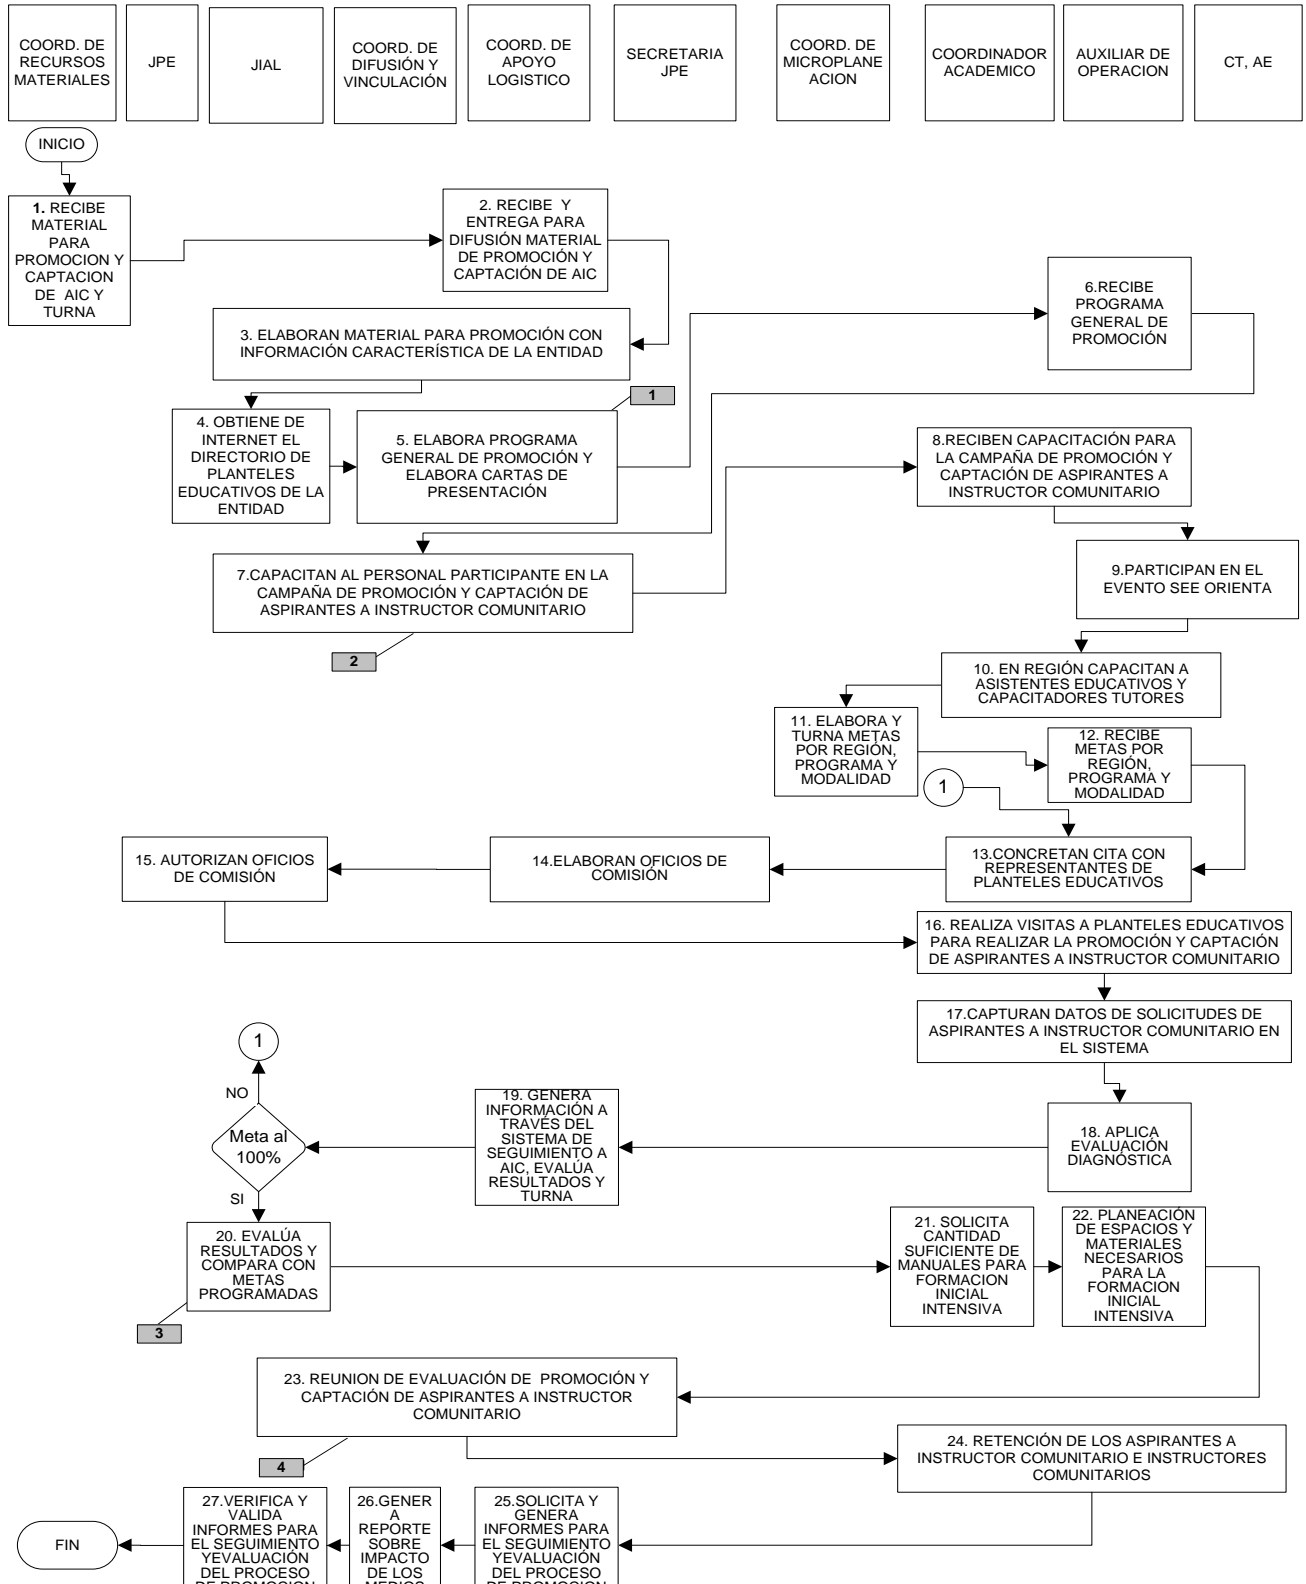 COORD. DE
RECURSOS
MATERIALES
JPE
JIAL
COORD. DE
DIFUSIÓN Y
VINCULACIÓN
COORD. DE
APOYO
LOGISTICO
SECRETARIA
JPE
COORD. DE
MICROPLANE
ACION
COORDINADOR
ACADEMICO
AUXILIAR DE
OPERACION
CT, AE
INICIO
1. RECIBE
MATERIAL
PARA
PROMOCION Y
CAPTACION
DE AIC Y
TURNA
2. RECIBE Y
ENTREGA PARA
DIFUSIÓN MATERIAL
DE PROMOCIÓN Y
CAPTACIÓN DE AIC
3. ELABORAN MATERIAL PARA PROMOCIÓN CON
INFORMACIÓN CARACTERÍSTICA DE LA ENTIDAD
4. OBTIENE DE
INTERNET EL
DIRECTORIO DE
PLANTELES
EDUCATIVOS DE LA
ENTIDAD
1
5. ELABORA PROGRAMA
GENERAL DE PROMOCIÓN Y
ELABORA CARTAS DE
PRESENTACIÓN
6.RECIBE
PROGRAMA
GENERAL DE
PROMOCIÓN
7.CAPACITAN AL PERSONAL PARTICIPANTE EN LA
CAMPAÑA DE PROMOCIÓN Y CAPTACIÓN DE
ASPIRANTES A INSTRUCTOR COMUNITARIO
2
8.RECIBEN CAPACITACIÓN PARA
LA CAMPAÑA DE PROMOCIÓN Y
CAPTACIÓN DE ASPIRANTES A
INSTRUCTOR COMUNITARIO
9.PARTICIPAN EN EL
EVENTO SEE ORIENTA
10. EN REGIÓN CAPACITAN A
ASISTENTES EDUCATIVOS Y
CAPACITADORES TUTORES
11. ELABORA Y
TURNA METAS
POR REGIÓN,
PROGRAMA Y
MODALIDAD
12. RECIBE
METAS POR
REGIÓN,
PROGRAMA Y
MODALIDAD
1
13.CONCRETAN CITA CON
REPRESENTANTES DE
PLANTELES EDUCATIVOS
14.ELABORAN OFICIOS DE
COMISIÓN
15. AUTORIZAN OFICIOS
DE COMISIÓN
16. REALIZA VISITAS A PLANTELES EDUCATIVOS
PARA REALIZAR LA PROMOCIÓN Y CAPTACIÓN
DE ASPIRANTES A INSTRUCTOR COMUNITARIO
17.CAPTURAN DATOS DE SOLICITUDES DE
ASPIRANTES A INSTRUCTOR COMUNITARIO EN
EL SISTEMA
18. APLICA
EVALUACIÓN
DIAGNÓSTICA
19. GENERA
INFORMACIÓN A
TRAVÉS DEL
SISTEMA DE
SEGUIMIENTO A
AIC, EVALÚA
RESULTADOS Y
TURNA
1
NO
Meta al
100%
SI
20. EVALÚA
RESULTADOS Y
COMPARA CON
METAS
PROGRAMADAS
3
21. SOLICITA
CANTIDAD
SUFICIENTE DE
MANUALES PARA
FORMACION
INICIAL
INTENSIVA
22. PLANEACIÓN
DE ESPACIOS Y
MATERIALES
NECESARIOS
PARA LA
FORMACION
INICIAL
INTENSIVA
23. REUNION DE EVALUACIÓN DE PROMOCIÓN Y
CAPTACIÓN DE ASPIRANTES A INSTRUCTOR
COMUNITARIO
4
24. RETENCIÓN DE LOS ASPIRANTES A
INSTRUCTOR COMUNITARIO E INSTRUCTORES
COMUNITARIOS
25.SOLICITA Y
GENERA
INFORMES PARA
EL SEGUIMIENTO
YEVALUACIÓN
DEL PROCESO
DE PROMOCION
26.GENER
A
REPORTE
SOBRE
IMPACTO
DE LOS
MEDIOS
27.VERIFICA Y
VALIDA
INFORMES PARA
EL SEGUIMIENTO
YEVALUACIÓN
DEL PROCESO
DE PROMOCION
FIN